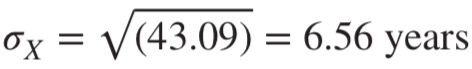 σ_X = √(43.09) = 6.56 years